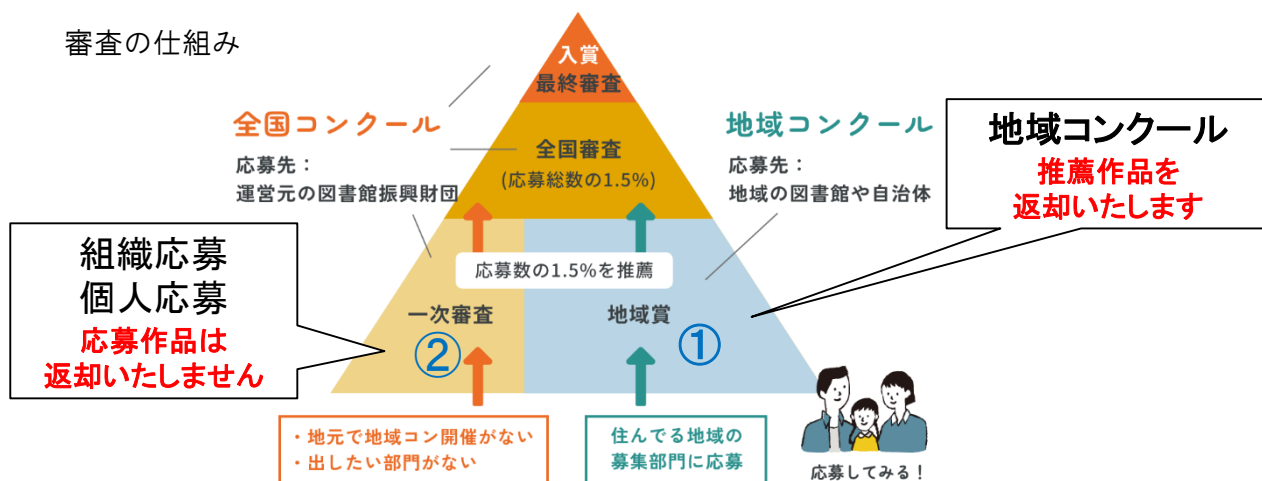 審査の仕組み
入賞
最終審査
全国コンクール
応募先：
運営元の図書館振興財団
全国審査
(応募総数の1.5%)
地域コンクール
応募先：
地域の図書館や自治体
地域コンクール
推薦作品を
返却いたします
組織応募
個人応募
応募作品は
返却いたしません
応募数の1.5%を推薦
一次審査
②
地域賞
①
・地元で地域コン開催がない
・出したい部門がない
住んでる地域の
募集部門に応募
応募してみる！